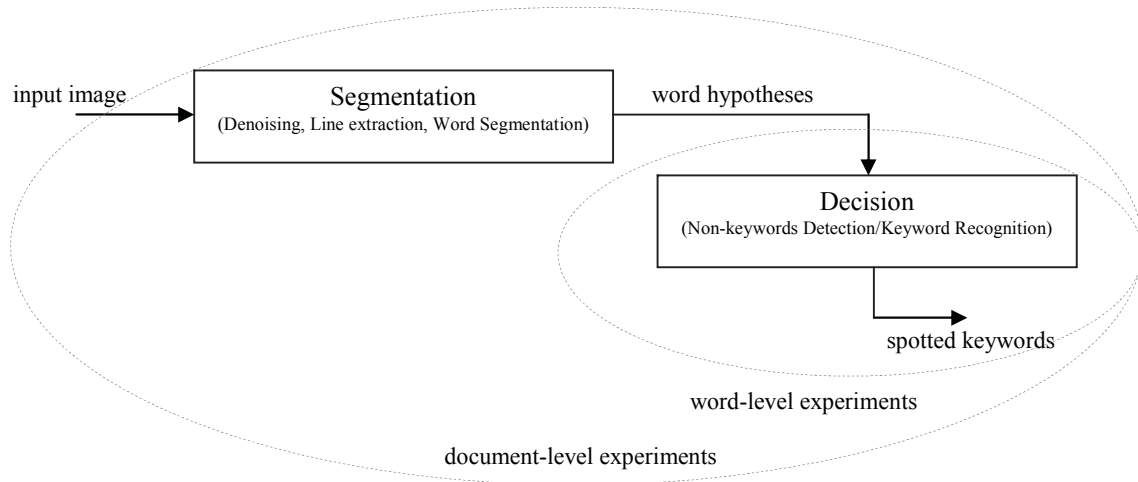 input image
Segmentation
(Denoising, Line extraction, Word Segmentation)
word hypotheses
Decision
(Non-keywords Detection/Keyword Recognition)
spotted keywords
word-level experiments
document-level experiments